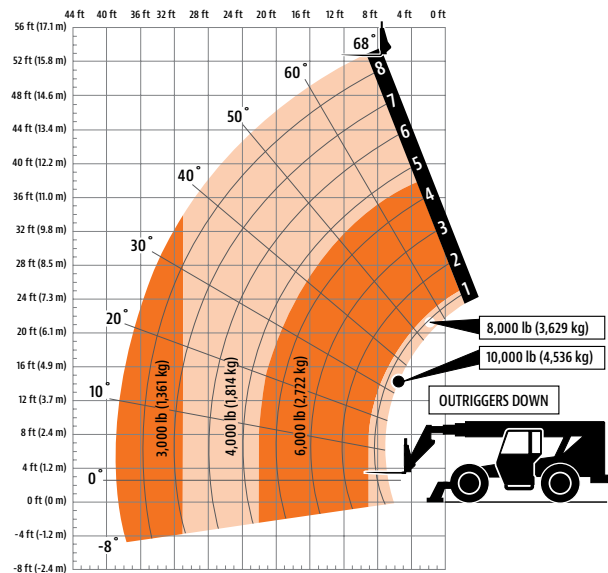 44 ft 40 ft 36 ft 32 ft 28 ft 24 ft 20 ft 16 ft 12 ft 8 ft 4 ft 0 ft
56 ft (17.1 m)
52 ft (15.8 m)
48 ft (14.6 m)
44 ft (13.4 m)
40 ft (12.2 m)
36 ft (11.0 m)
32 ft (9.8 m)
28 ft (8.5 m)
24 ft (7.3 m)
20 ft (6.1 m)
16 ft (4.9 m)
12 ft (3.7 m)
8 ft (2.4 m)
4 ft (1.2 m)
0 ft (0 m)
-4 ft (-1.2 m)
-8 ft (-2.4 m)
68°
60°
50°
40°
30°
20°
10°
0°
-8°
8
7
6
5
4
3
2
1
3,000 lb (1,361 kg)
4,000 lb (1,814 kg)
6,000 lb (2,722 kg)
8,000 lb (3,629 kg)
10,000 lb (4,536 kg)
OUTRIGGERS DOWN